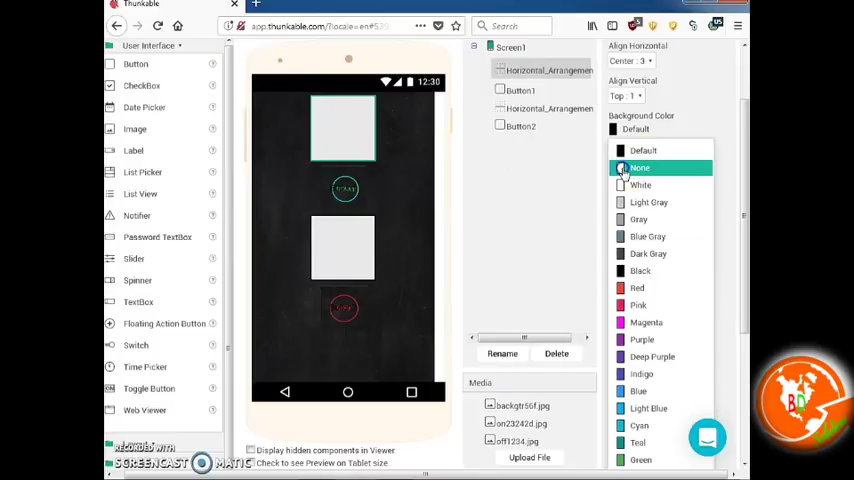 Thunkable
app.thunkable.com/?locale=en#539
Search
User Interface
Button
CheckBox
Date Picker
Image
Label
List Picker
List View
Notifier
Password TextBox
Slider
Spinner
TextBox
Floating Action Button
Switch
Time Picker
Toggle Button
Web Viewer
RECORDED WITH
SCREENCAST MATIC
12:30
Display hidden components in Viewer
Check to see Preview on Tablet size
Screen1
Horizontal_Arrangemen
Button1
Horizontal_Arrangemen
Button2
Rename
Delete
Media
backgtr56f.jpg
on23242d.jpg
off1234.jpg
Upload File
Align Horizontal
Center : 3
Align Vertical
Top : 1
Background Color
Default
Default
None
White
Light Gray
Gray
Blue Gray
Dark Gray
Black
Red
Pink
Magenta
Purple
Deep Purple
Indigo
Blue
Light Blue
Cyan
Teal
Green
BD